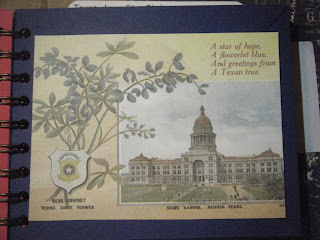 A star of hope,
A flowerlet blue,
And greetings from
A Texan true.
BLUE BONNET
TEXAS STATE FLOWER
STATE CAPITOL AUSTIN TEXAS